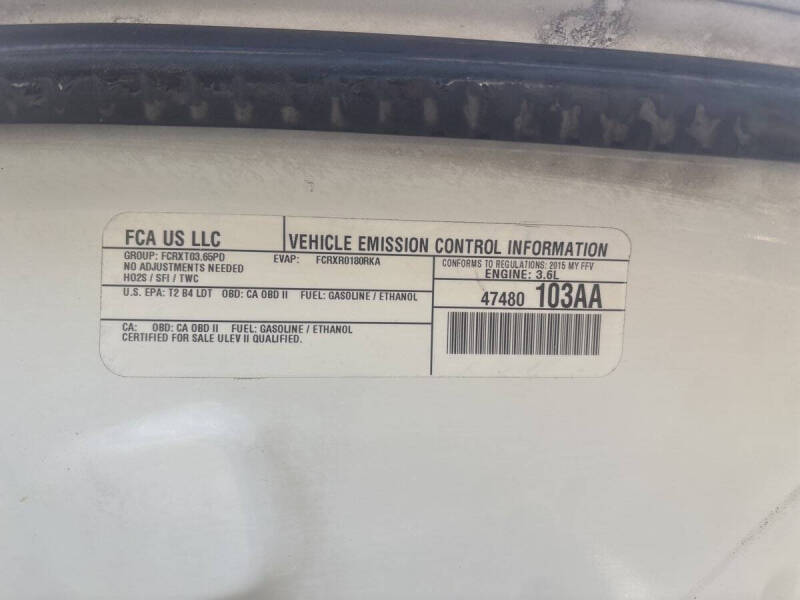 FCA US LLC
VEHICLE EMISSION CONTROL INFORMATION
GROUP: FCRXT03.65PD EVAP: FCRXR0180RKA
NO ADJUSTMENTS NEEDED
HO2S / SFI / TWC
CONFORMS TO REGULATIONS: 2015 MY FFV
ENGINE: 3.6L
U.S. EPA: T2 B4 LDT OBD: CA OBD II FUEL: GASOLINE / ETHANOL
47480 103AA
CA: OBD: CA OBD II FUEL: GASOLINE / ETHANOL
CERTIFIED FOR SALE ULEV II QUALIFIED.